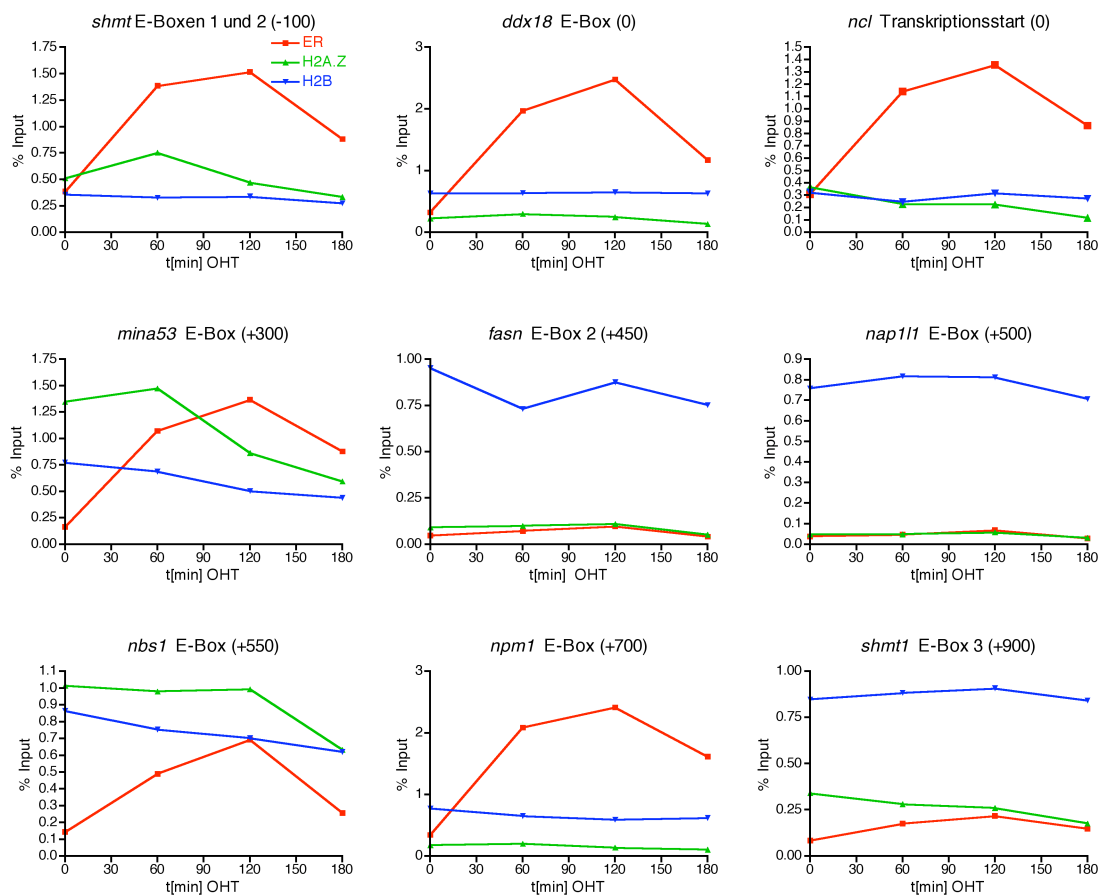 shmt E-Boxen 1 und 2 (-100)
% Input
1.75
1.50
1.25
1.00
0.75
0.50
0.25
0.00
0 30 60 90 120 150 180
t[min] OHT
ER
H2A.Z
H2B
ddx18 E-Box (0)
% Input
3
2
1
0
0 30 60 90 120 150 180
t[min] OHT
ncl Transkriptionsstart (0)
% Input
1.5
1.4
1.3
1.2
1.1
1.0
0.9
0.8
0.7
0.6
0.5
0.4
0.3
0.2
0.1
0.0
0 30 60 90 120 150 180
t[min] OHT
mina53 E-Box (+300)
% Input
1.75
1.50
1.25
1.00
0.75
0.50
0.25
0.00
0 30 60 90 120 150 180
t[min] OHT
fasn E-Box 2 (+450)
% Input
1.00
0.75
0.50
0.25
0.00
0 30 60 90 120 150 180
t[min] OHT
nap1l1 E-Box (+500)
% Input
0.9
0.8
0.7
0.6
0.5
0.4
0.3
0.2
0.1
0.0
0 30 60 90 120 150 180
t[min] OHT
nbs1 E-Box (+550)
% Input
1.1
1.0
0.9
0.8
0.7
0.6
0.5
0.4
0.3
0.2
0.1
0.0
0 30 60 90 120 150 180
t[min] OHT
npm1 E-Box (+700)
% Input
3
2
1
0
0 30 60 90 120 150 180
t[min] OHT
shmt1 E-Box 3 (+900)
% Input
1.00
0.75
0.50
0.25
0.00
0 30 60 90 120 150 180
t[min] OHT